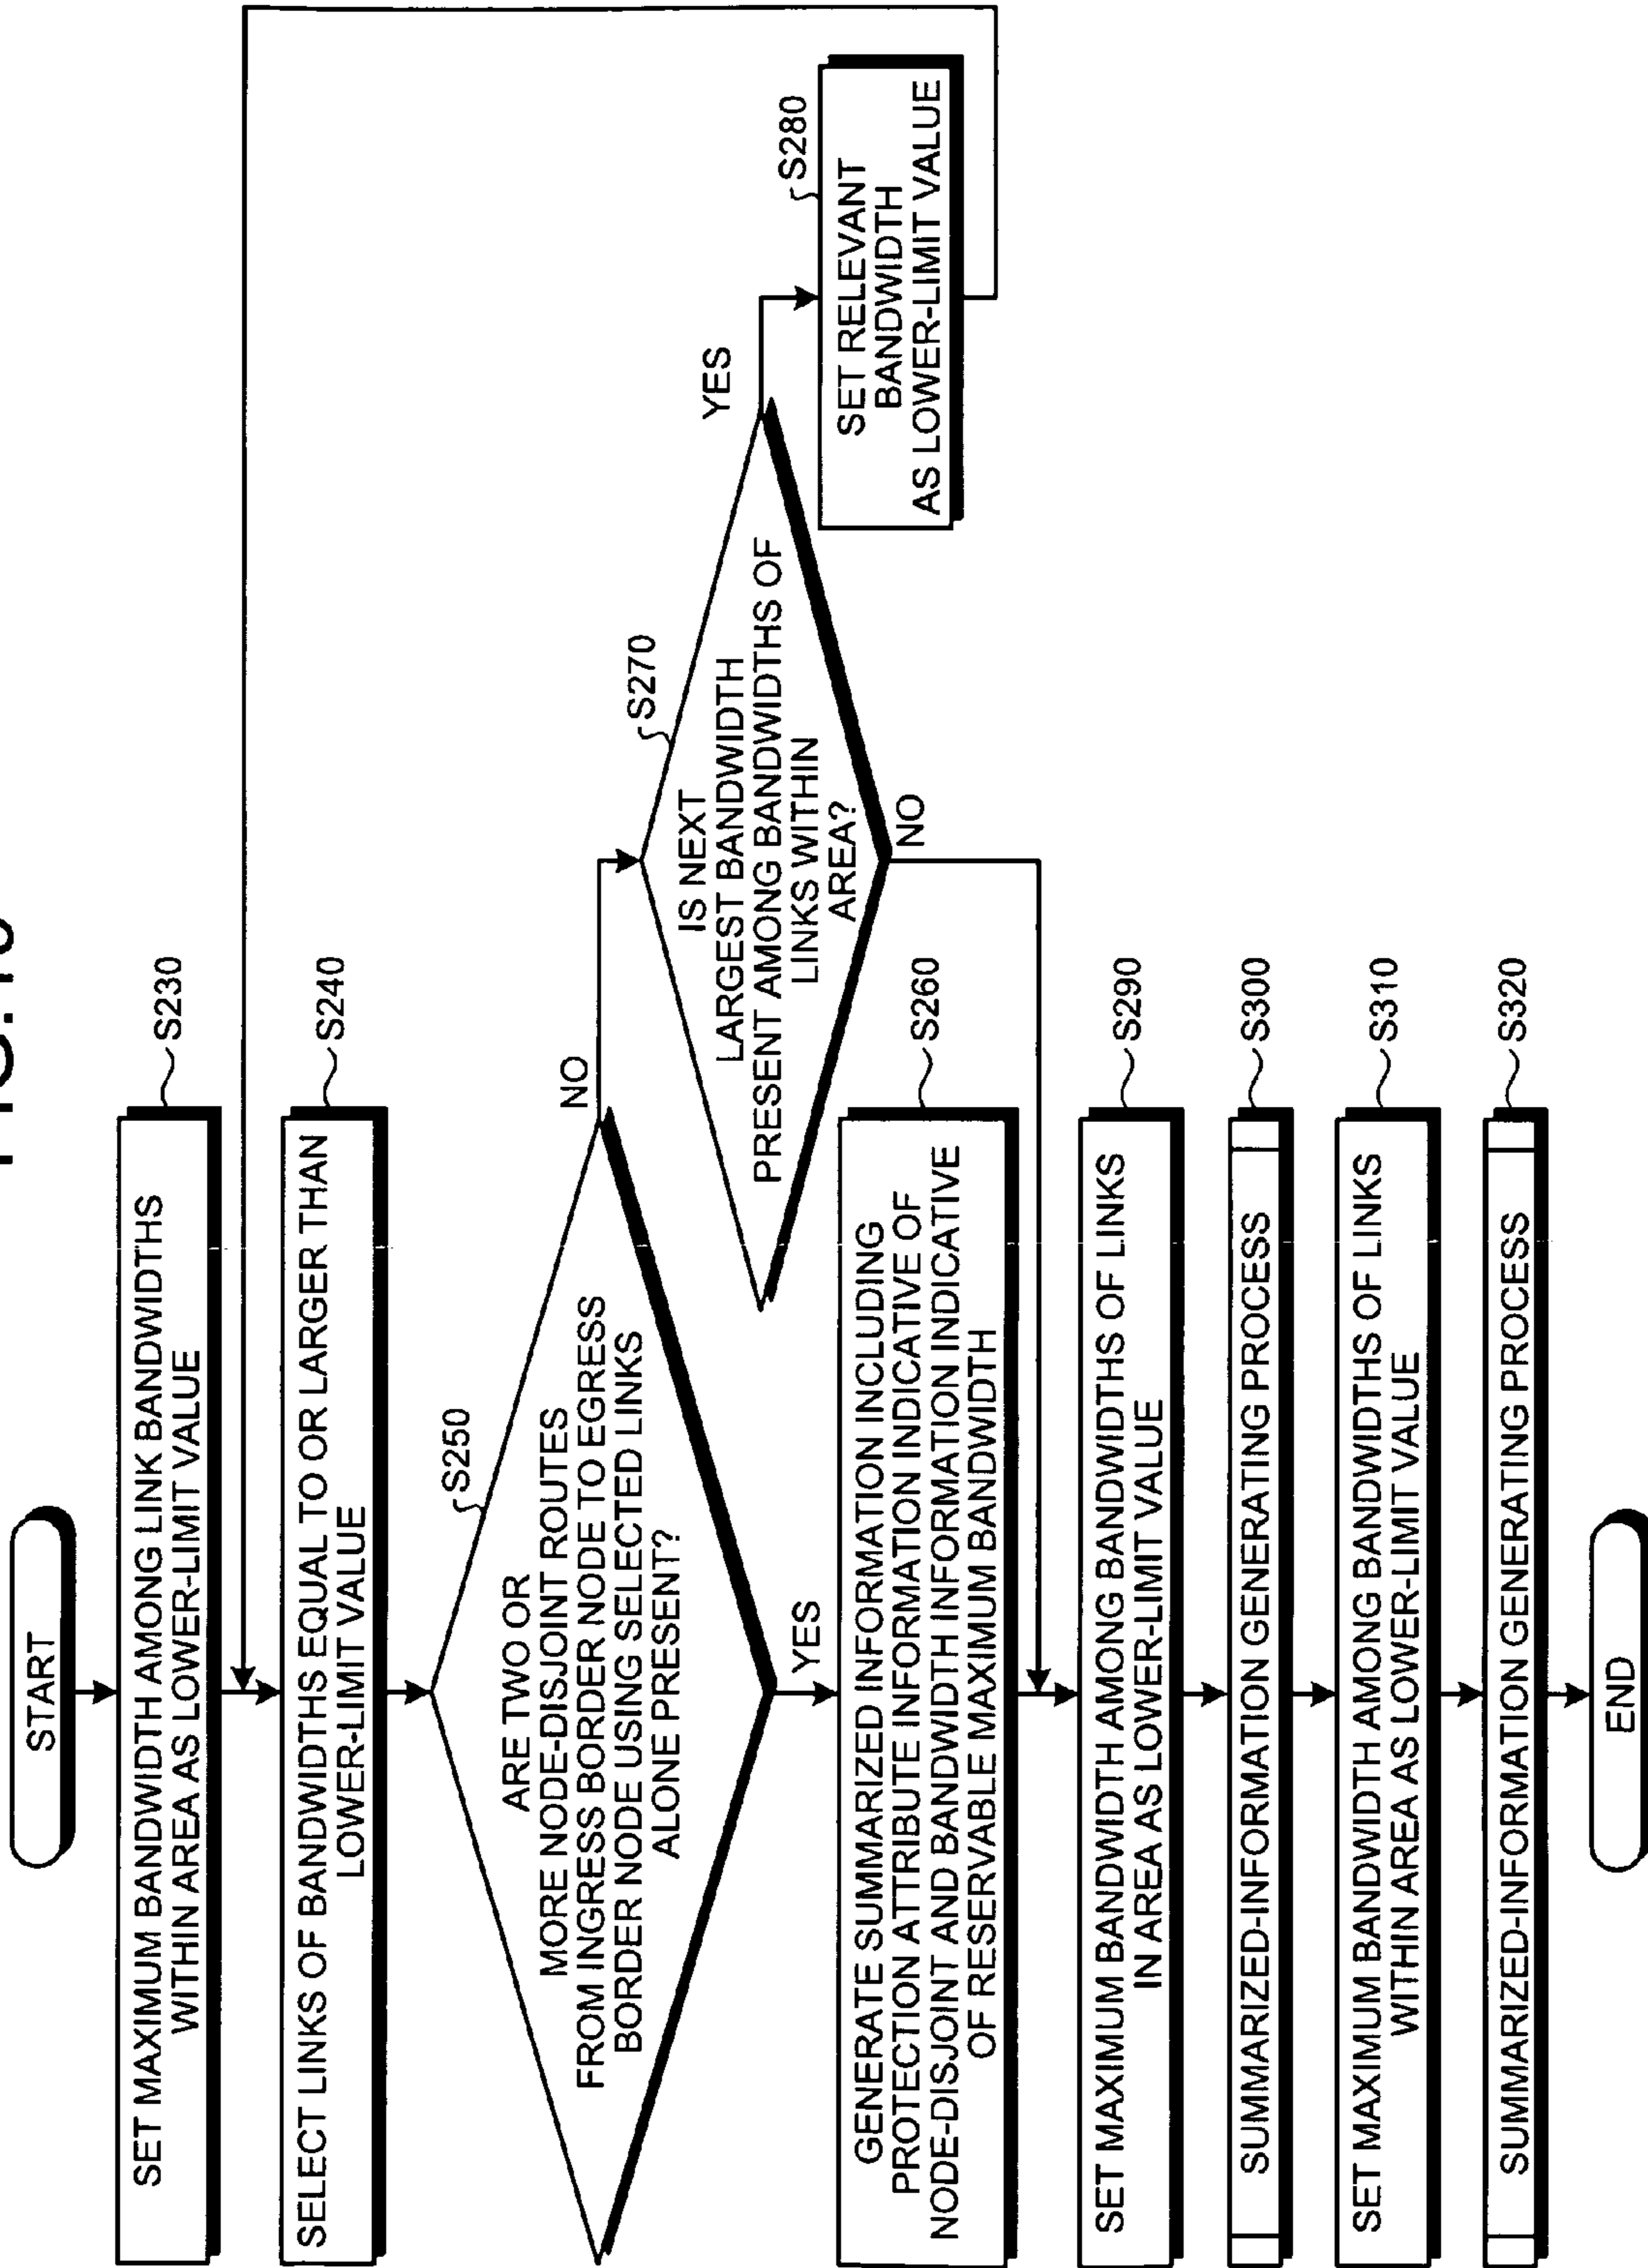 START
SET MAXIMUM BANDWIDTH AMONG LINK BANDWIDTHS
WITHIN AREA AS LOWER-LIMIT VALUE
S230
SELECT LINKS OF BANDWIDTHS EQUAL TO OR LARGER THAN
LOWER-LIMIT VALUE
S240
S250
ARE TWO OR
MORE NODE-DISJOINT ROUTES
FROM INGRESS BORDER NODE TO EGRESS
BORDER NODE USING SELECTED LINKS
ALONE PRESENT?
NO
YES
S270
IS NEXT
LARGEST BANDWIDTH
PRESENT AMONG BANDWIDTHS OF
LINKS WITHIN
AREA?
YES
NO
S280
SET RELEVANT
BANDWIDTH
AS LOWER-LIMIT VALUE
GENERATE SUMMARIZED INFORMATION INCLUDING
PROTECTION ATTRIBUTE INFORMATION INDICATIVE OF
NODE-DISJOINT AND BANDWIDTH INFORMATION INDICATIVE
OF RESERVABLE MAXIMUM BANDWIDTH
S260
SET MAXIMUM BANDWIDTH AMONG BANDWIDTHS OF LINKS
IN AREA AS LOWER-LIMIT VALUE
S290
SUMMARIZED-INFORMATION GENERATING PROCESS
S300
SET MAXIMUM BANDWIDTH AMONG BANDWIDTHS OF LINKS
WITHIN AREA AS LOWER-LIMIT VALUE
S310
SUMMARIZED-INFORMATION GENERATING PROCESS
S320
END